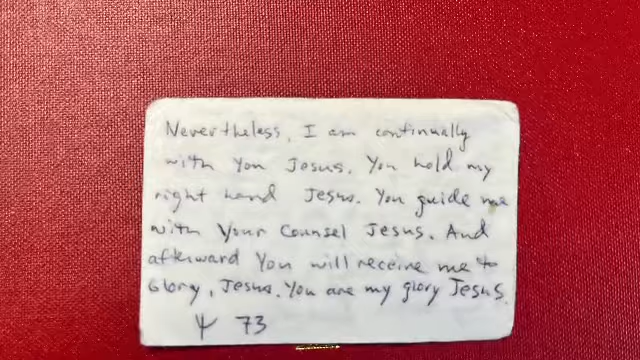 Nevertheless, I am continually
with You Jesus. You hold my
right hand Jesus. You guide me
with Your Counsel Jesus. And
afterward You will receive me to
Glory, Jesus. You are my glory Jesus.
Ψ 73